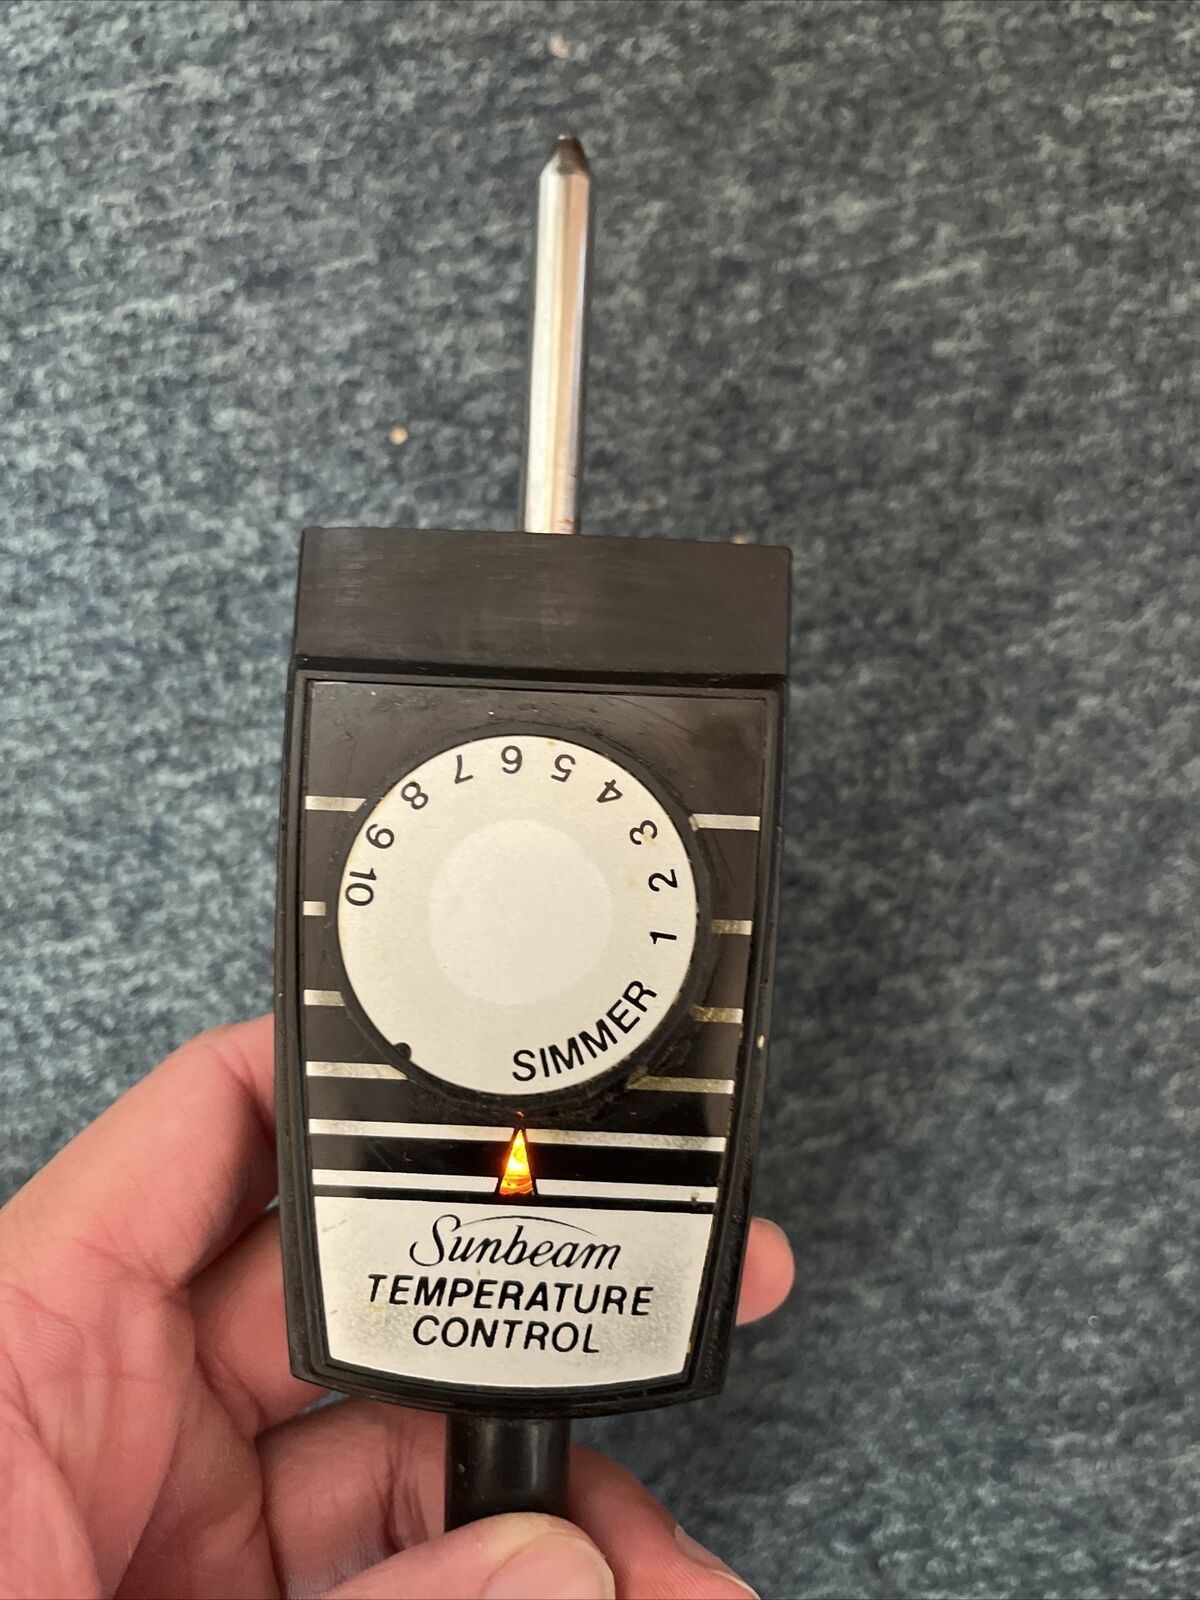 1 2 3 4 5 6 7 8 9 10
SIMMER
Sunbeam
TEMPERATURE
CONTROL